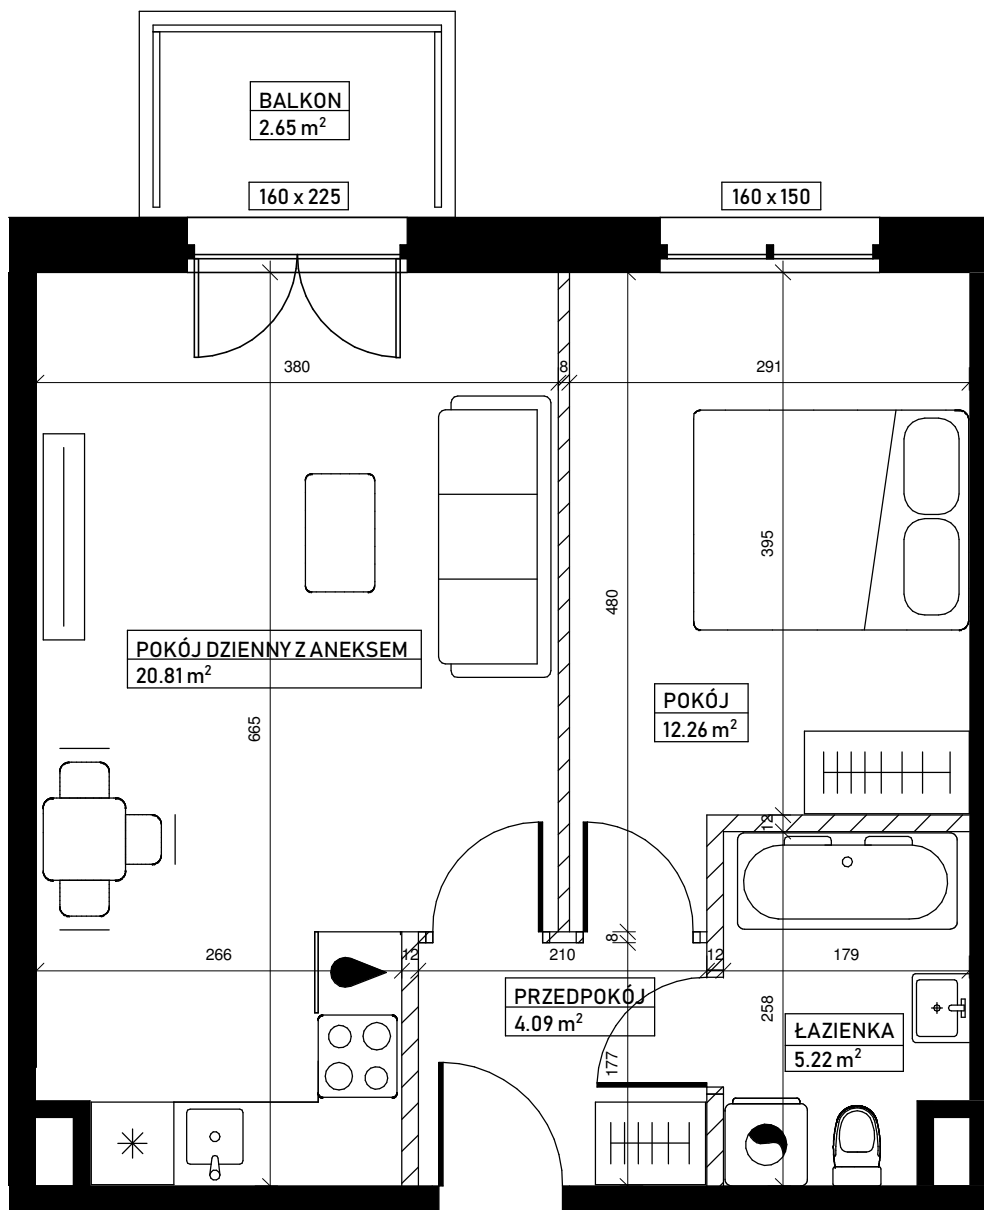 BALKON
2.65 m²
160 x 225
160 x 150
380
8
291
395
480
POKÓJ DZIENNY Z ANEKSEM
20.81 m²
POKÓJ
12.26 m²
665
12
8
266
12
210
12
179
PRZEDPOKÓJ
4.09 m²
258
ŁAZIENKA
5.22 m²
177